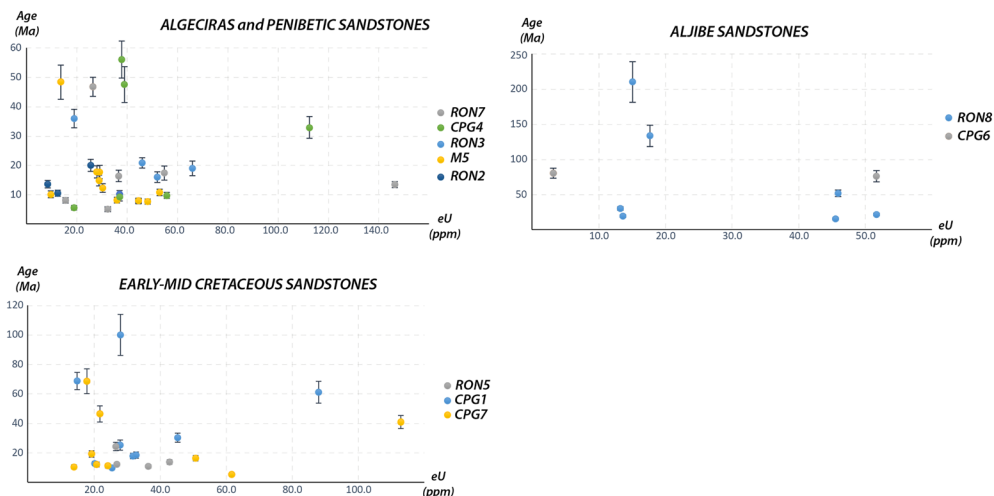 Age
(Ma)
ALGECIRAS and PENIBETIC SANDSTONES
60
50
40
30
20
10
20.0 40.0 60.0 80.0 100.0 120.0 140.0
eU
(ppm)
RON7
CPG4
RON3
M5
RON2
Age
(Ma)
ALJIBE SANDSTONES
250
200
150
100
50
10.0 20.0 30.0 40.0 50.0
eU
(ppm)
RON8
CPG6
Age
(Ma)
EARLY-MID CRETACEOUS SANDSTONES
120
100
80
60
40
20
20.0 40.0 60.0 80.0 100.0
eU
(ppm)
RON5
CPG1
CPG7